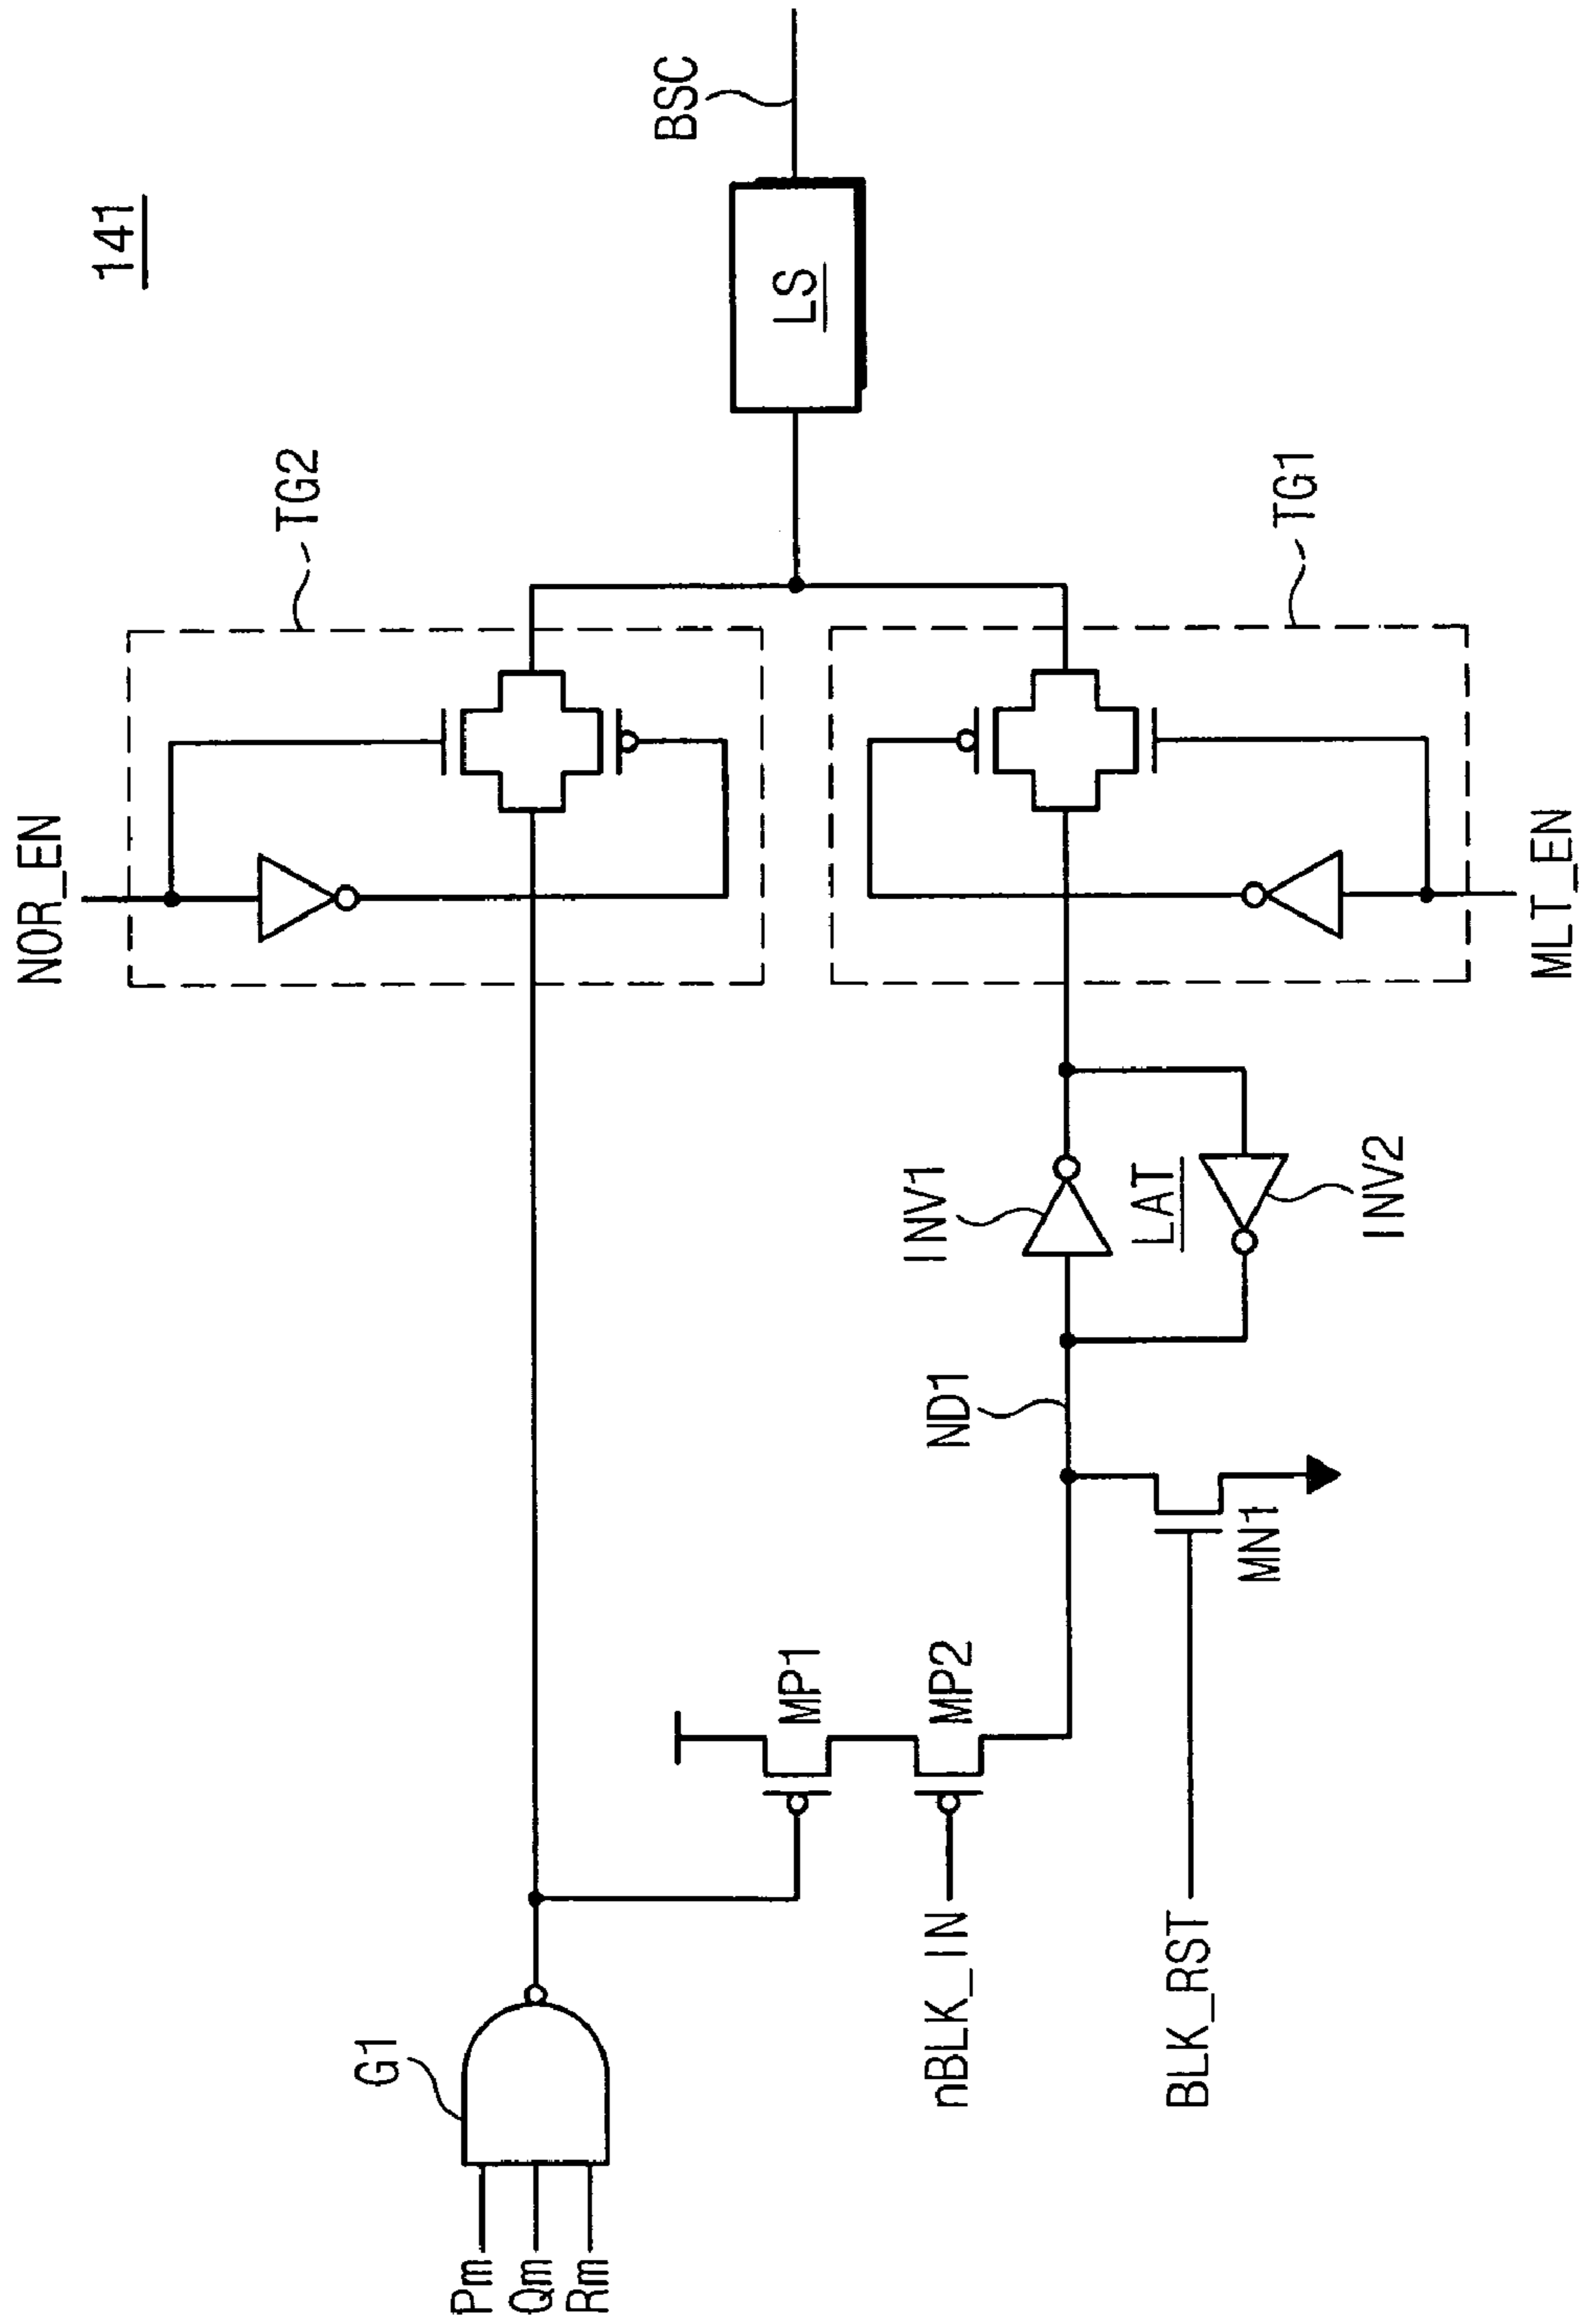 141
NOR_EN
TG2
BSC
LS
G1
Pm
Qm
Rm
MP1
MP2
nBLK_IN
BLK_RST
MN1
ND1
INV1
LAT
INV2
TG1
MLT_EN